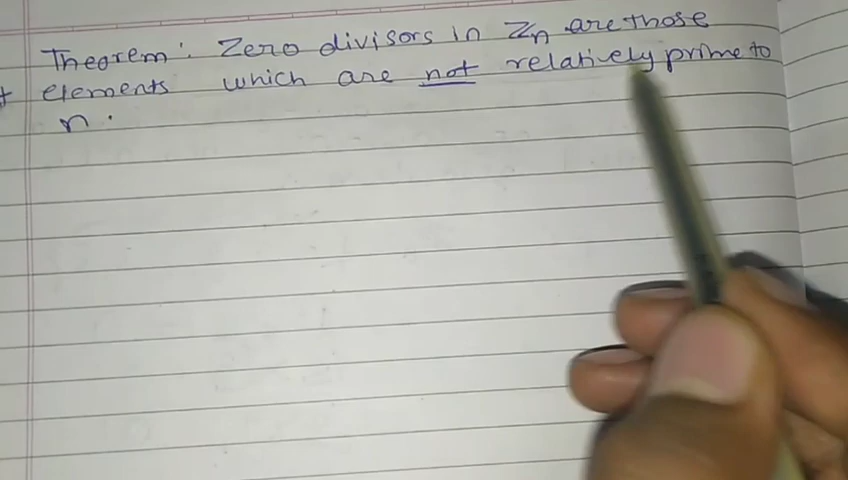 Theorem: Zero divisors in Zn are those
elements which are not relatively prime to
n.